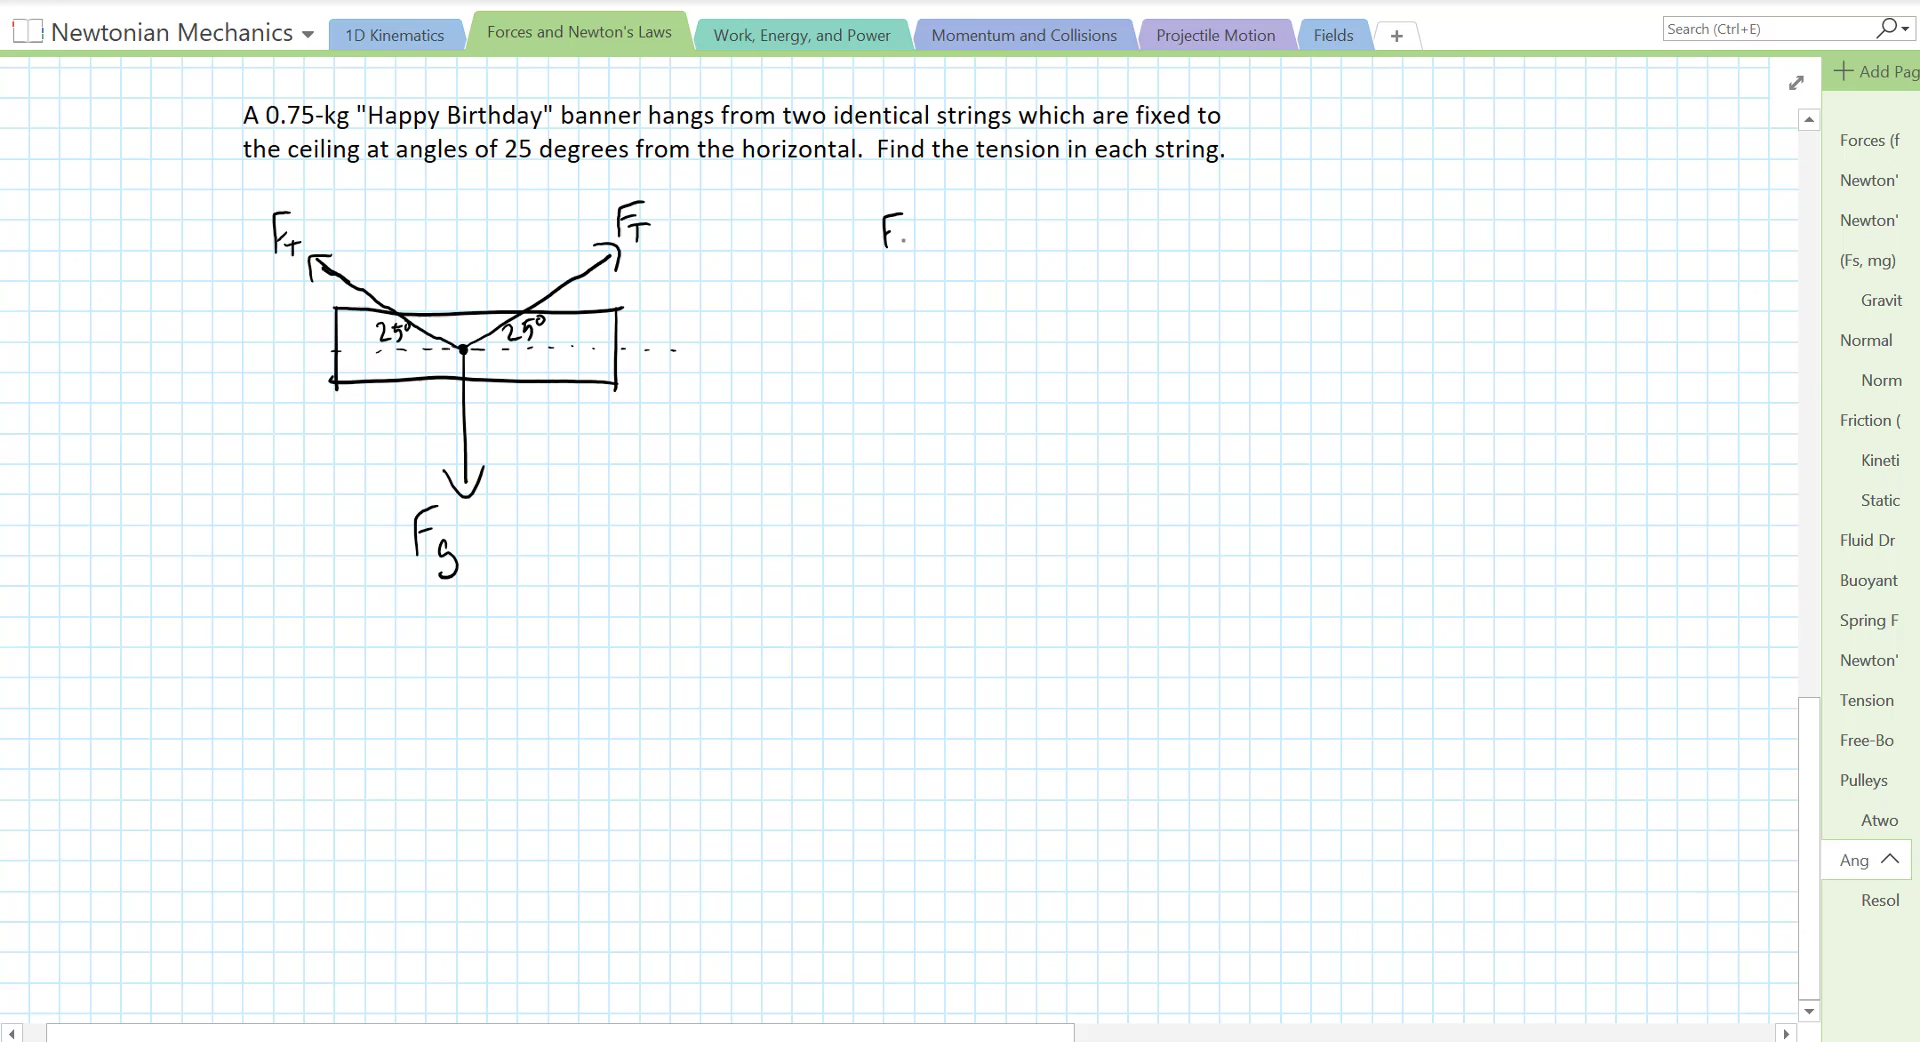 Newtonian Mechanics
1D Kinematics
Forces and Newton's Laws
Work, Energy, and Power
Momentum and Collisions
Projectile Motion
Fields
+
Search (Ctrl+E)
Add Pag
A 0.75-kg "Happy Birthday" banner hangs from two identical strings which are fixed to
the ceiling at angles of 25 degrees from the horizontal. Find the tension in each string.
F_T
F_T
F
25°
25°
F_g
Forces (f
Newton'
Newton'
(Fs, mg)
Gravit
Normal
Norm
Friction (
Kineti
Static
Fluid Dr
Buoyant
Spring F
Newton'
Tension
Free-Bo
Pulleys
Atwo
Ang
Resol